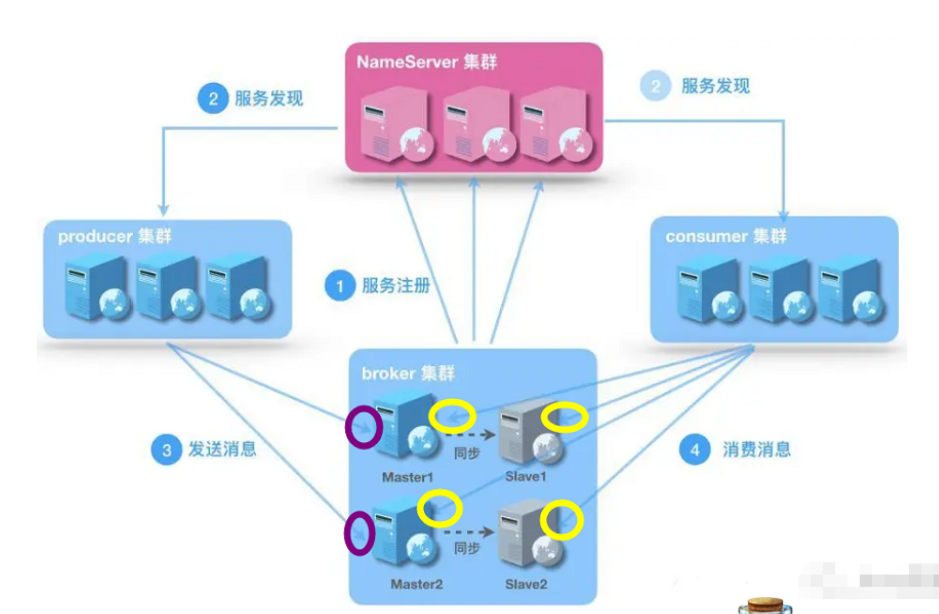 NameServer 集群
2 服务发现
2 服务发现
producer 集群
consumer 集群
1 服务注册
broker 集群
3 发送消息
4 消费消息
同步
Master1
Slave1
同步
Master2
Slave2